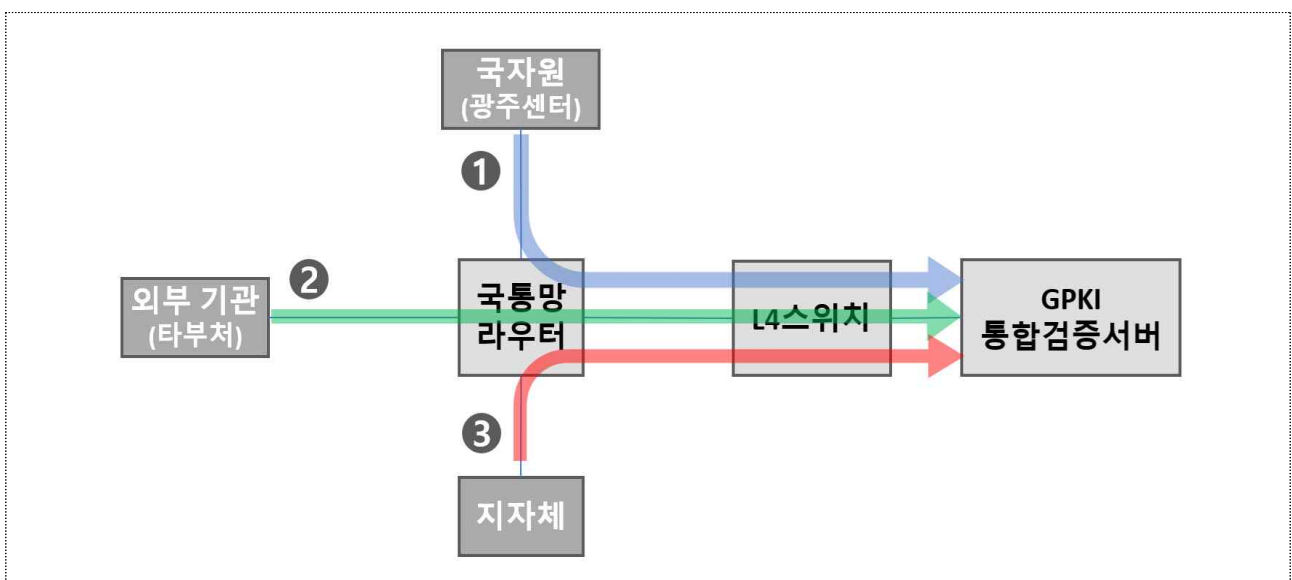 국자원
(광주센터)
❶
외부 기관
(타부처)
❷
국통망
라우터
L4스위치
GPKI
통합검증서버
❸
지자체